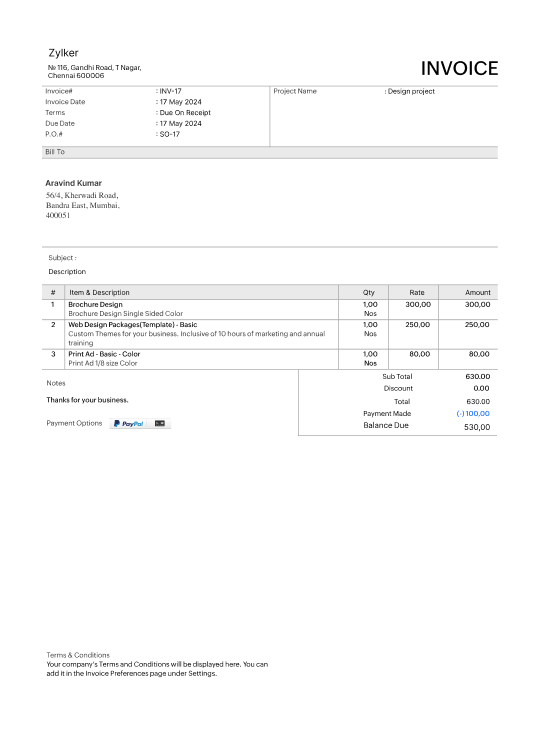 Zylker
№ 116, Gandhi Road, T Nagar,
Chennai 600006
INVOICE
Invoice# : INV-17
Invoice Date : 17 May 2024
Terms : Due On Receipt
Due Date : 17 May 2024
P.O.# : SO-17
Project Name : Design project
Bill To
Aravind Kumar
56/4, Kherwadi Road,
Bandra East, Mumbai,
400051
Subject :
Description
# Item & Description Qty Rate Amount
1 Brochure Design 1,00 300,00 300,00
Brochure Design Single Sided Color Nos
2 Web Design Packages(Template) - Basic 1,00 250,00 250,00
Custom Themes for your business. Inclusive of 10 hours of marketing and annual Nos
training
3 Print Ad - Basic - Color 1,00 80,00 80,00
Print Ad 1/8 size Color Nos
Sub Total 630.00
Discount 0.00
Total 630.00
Payment Made (-) 100,00
Balance Due 530,00
Notes
Thanks for your business.
Payment Options PayPal
Terms & Conditions
Your company's Terms and Conditions will be displayed here. You can
add it in the Invoice Preferences page under Settings.